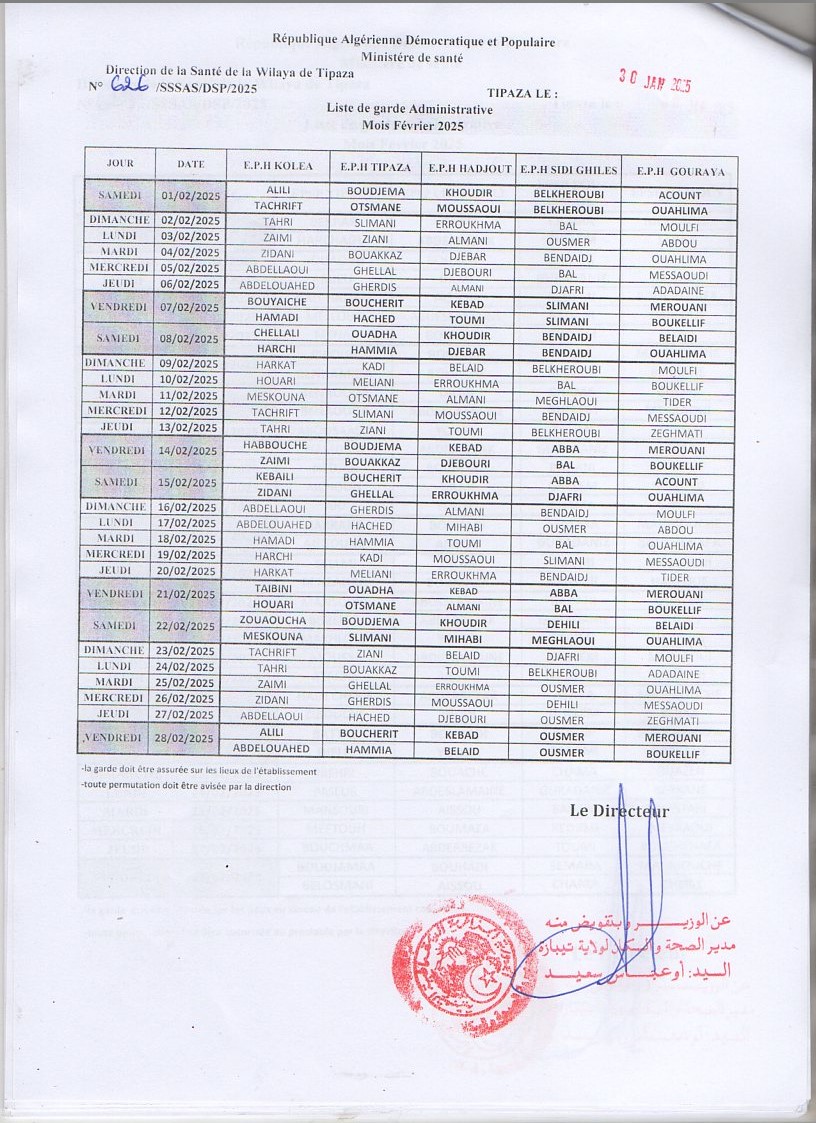 République Algérienne Démocratique et Populaire
Ministére de santé
Direction de la Santé de la Wilaya de Tipaza
N° 626 /SSSAS/DSP/2025
TIPAZA LE : 30 JAN 2025
Liste de garde Administrative
Mois Février 2025
JOUR DATE E.P.H KOLEA E.P.H TIPAZA E.P.H HADJOUT E.P.H SIDI GHILES E.P.H GOURAYA
SAMEDI 01/02/2025 ALILI BOUDJEMA KHOUDIR BELKHEROUBI ACOUNT
TACHRIFT OTSMANE MOUSSAOUI BELKHEROUBI OUAHLIMA
DIMANCHE 02/02/2025 TAHRI SLIMANI ERROUKHMA BAL MOULFI
LUNDI 03/02/2025 ZAIMI ZIANI ALMANI OUSMER ABDOU
MARDI 04/02/2025 ZIDANI BOUAKKAZ DJEBAR BENDAIDJ OUAHLIMA
MERCREDI 05/02/2025 ABDELLAOUI GHELLAL DJEBOURI BAL MESSAOUDI
JEUDI 06/02/2025 ABDELOUAHED GHERDIS ALMANI DJAFRI ADADAINE
VENDREDI 07/02/2025 BOUYAICHE BOUCHERIT KEBAD SLIMANI MEROUANI
HAMADI HACHED TOUMI SLIMANI BOUKELLIF
SAMEDI 08/02/2025 CHELLALI OUADHA KHOUDIR BENDAIDJ BELAIDI
HARCHI HAMMIA DJEBAR BENDAIDJ OUAHLIMA
DIMANCHE 09/02/2025 HARKAT KADI BELAID BELKHEROUBI MOULFI
LUNDI 10/02/2025 HOUARI MELIANI ERROUKHMA BAL BOUKELLIF
MARDI 11/02/2025 MESKOUNA OTSMANE ALMANI MEGHLAOUI TIDER
MERCREDI 12/02/2025 TACHRIFT SLIMANI MOUSSAOUI BENDAIDJ MESSAOUDI
JEUDI 13/02/2025 TAHRI ZIANI TOUMI BELKHEROUBI ZEGHMATI
VENDREDI 14/02/2025 HABBOUCHE BOUDJEMA KEBAD ABBA MEROUANI
ZAIMI BOUAKKAZ DJEBOURI BAL BOUKELLIF
SAMEDI 15/02/2025 KEBAILI BOUCHERIT KHOUDIR ABBA ACOUNT
ZIDANI GHELLAL ERROUKHMA DJAFRI OUAHLIMA
DIMANCHE 16/02/2025 ABDELLAOUI GHERDIS ALMANI BENDAIDJ MOULFI
LUNDI 17/02/2025 ABDELOUAHED HACHED MIHABI OUSMER ABDOU
MARDI 18/02/2025 HAMADI HAMMIA TOUMI BAL OUAHLIMA
MERCREDI 19/02/2025 HARCHI KADI MOUSSAOUI SLIMANI MESSAOUDI
JEUDI 20/02/2025 HARKAT MELIANI ERROUKHMA BENDAIDJ TIDER
VENDREDI 21/02/2025 TAIBINI OUADHA KEBAD ABBA MEROUANI
HOUARI OTSMANE ALMANI BAL BOUKELLIF
SAMEDI 22/02/2025 ZOUAOUCHA BOUDJEMA KHOUDIR DEHILI BELAIDI
MESKOUNA SLIMANI MIHABI MEGHLAOUI OUAHLIMA
DIMANCHE 23/02/2025 TACHRIFT ZIANI BELAID DJAFRI MOULFI
LUNDI 24/02/2025 TAHRI BOUAKKAZ TOUMI BELKHEROUBI ADADAINE
MARDI 25/02/2025 ZAIMI GHELLAL ERROUKHMA OUSMER OUAHLIMA
MERCREDI 26/02/2025 ZIDANI GHERDIS MOUSSAOUI DEHILI MESSAOUDI
JEUDI 27/02/2025 ABDELLAOUI HACHED DJEBOURI OUSMER ZEGHMATI
VENDREDI 28/02/2025 ALILI BOUCHERIT KEBAD OUSMER MEROUANI
ABDELOUAHED HAMMIA BELAID OUSMER BOUKELLIF
-la garde doit être assurée sur les lieux de l'établissement
-toute permutation doit être avisée par la direction
Le Directeur
عن الوزيـــر وبتفويض منه
مدير الصحة والسكان لولاية تيبازة
السيد: أوعباس سعيد